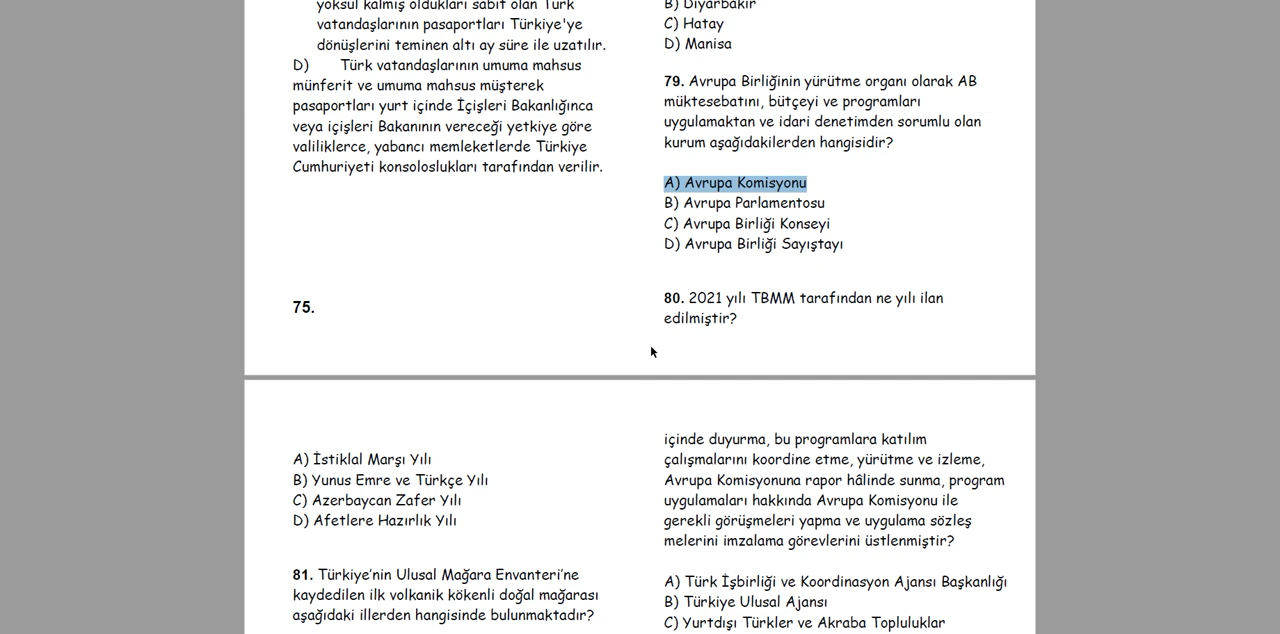 yoksul kalmış oldukları sabit olan Türk
vatandaşlarının pasaportları Türkiye'ye
dönüşlerini teminen altı ay süre ile uzatılır.
D) Türk vatandaşlarının umuma mahsus
münferit ve umuma mahsus müşterek
pasaportları yurt içinde İçişleri Bakanlığınca
veya içişleri Bakanının vereceği yetkiye göre
valiliklerce, yabancı memleketlerde Türkiye
Cumhuriyeti konsoloslukları tarafından verilir.
75.
B) Diyarbakır
C) Hatay
D) Manisa
79. Avrupa Birliğinin yürütme organı olarak AB
müktesebatını, bütçeyi ve programları
uygulamaktan ve idari denetimden sorumlu olan
kurum aşağıdakilerden hangisidir?
A) Avrupa Komisyonu
B) Avrupa Parlamentosu
C) Avrupa Birliği Konseyi
D) Avrupa Birliği Sayıştayı
80. 2021 yılı TBMM tarafından ne yılı ilan
edilmiştir?
A) İstiklal Marşı Yılı
B) Yunus Emre ve Türkçe Yılı
C) Azerbaycan Zafer Yılı
D) Afetlere Hazırlık Yılı
81. Türkiye’nin Ulusal Mağara Envanteri’ne
kaydedilen ilk volkanik kökenli doğal mağarası
aşağıdaki illerden hangisinde bulunmaktadır?
içinde duyurma, bu programlara katılım
çalışmalarını koordine etme, yürütme ve izleme,
Avrupa Komisyonuna rapor hâlinde sunma, program
uygulamaları hakkında Avrupa Komisyonu ile
gerekli görüşmeleri yapma ve uygulama sözleş
melerini imzalama görevlerini üstlenmiştir?
A) Türk İşbirliği ve Koordinasyon Ajansı Başkanlığı
B) Türkiye Ulusal Ajansı
C) Yurtdışı Türkler ve Akraba Topluluklar